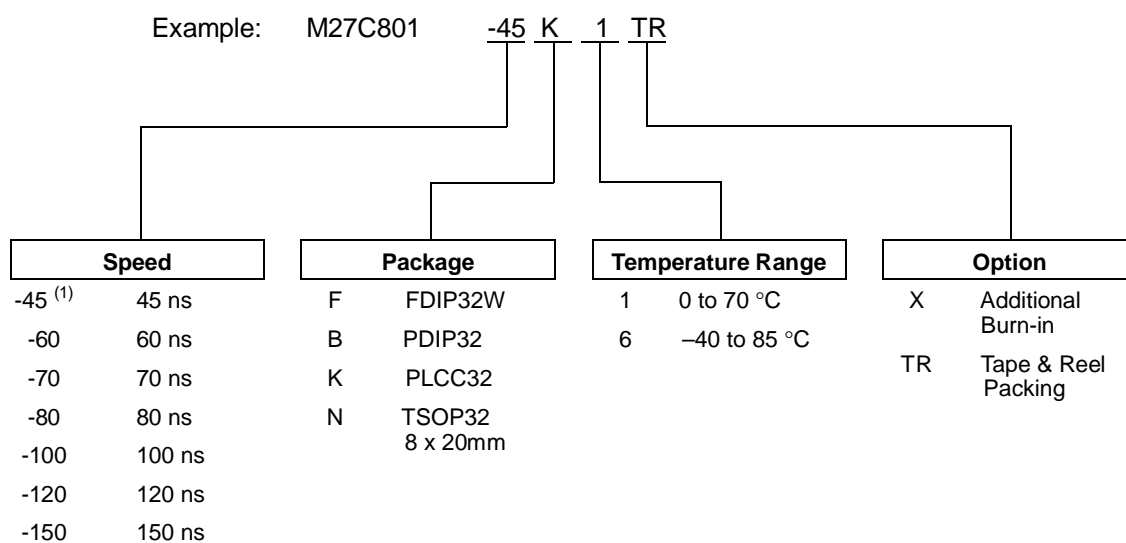 Example: M27C801 -45 K 1 TR
Speed
-45 (1) 45 ns
-60 60 ns
-70 70 ns
-80 80 ns
-100 100 ns
-120 120 ns
-150 150 ns
Package
F FDIP32W
B PDIP32
K PLCC32
N TSOP32
8 x 20mm
Temperature Range
1 0 to 70 °C
6 –40 to 85 °C
Option
X Additional
Burn-in
TR Tape & Reel
Packing